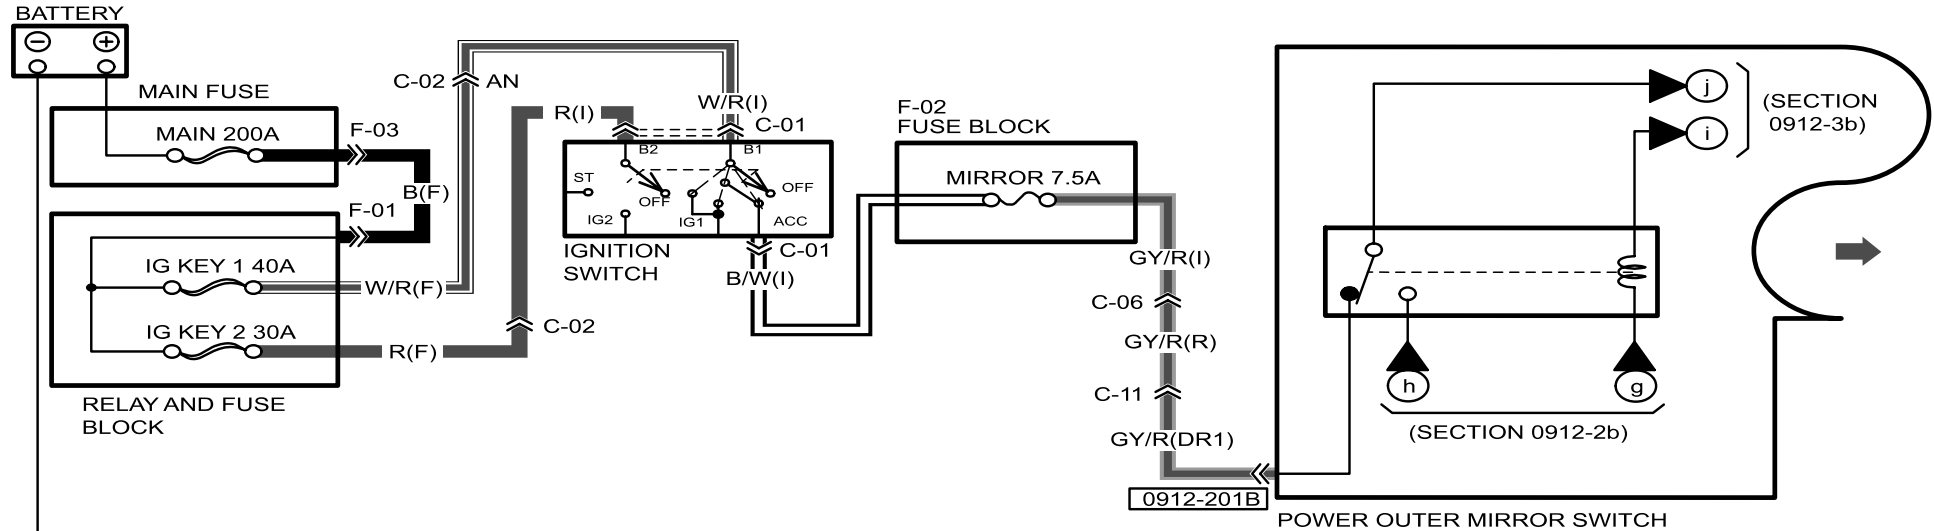 BATTERY
− +
MAIN FUSE
MAIN 200A
F-03
B(F)
F-01
IG KEY 1 40A
W/R(F)
IG KEY 2 30A
R(F)
RELAY AND FUSE
BLOCK
C-02 AN
R(I)
C-02
W/R(I)
C-01
B2 B1
ST
OFF
OFF
IG2
IG1
ACC
IGNITION
SWITCH
C-01
B/W(I)
F-02
FUSE BLOCK
MIRROR 7.5A
GY/R(I)
C-06
GY/R(R)
C-11
GY/R(DR1)
0912-201B
j
i
(SECTION
0912-3b)
h
g
(SECTION 0912-2b)
POWER OUTER MIRROR SWITCH